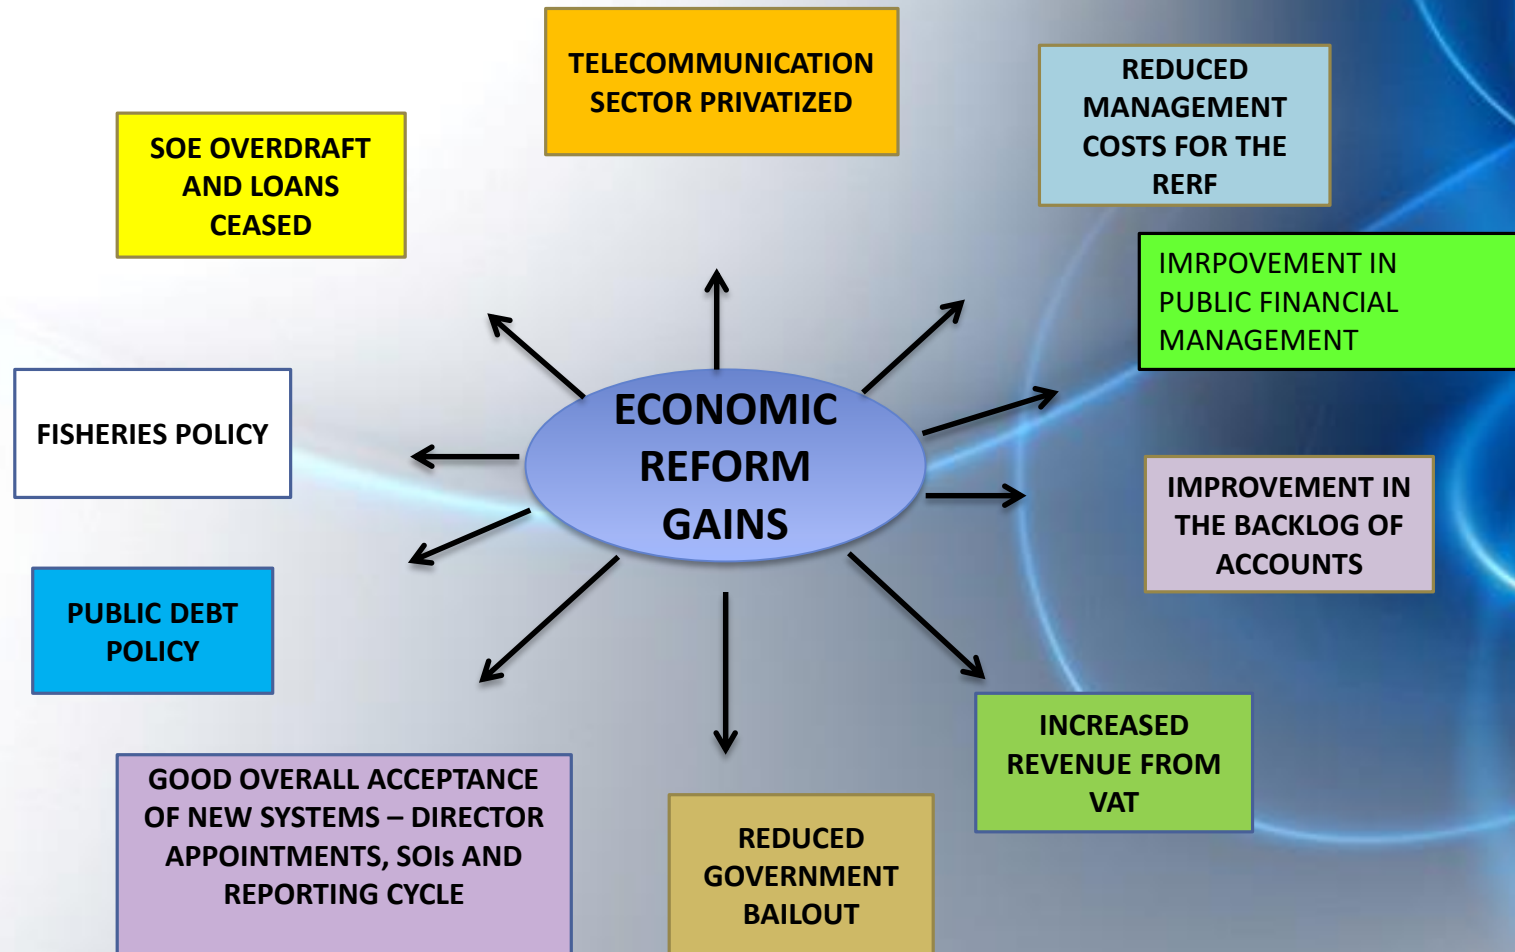 TELECOMMUNICATION
SECTOR PRIVATIZED
REDUCED
MANAGEMENT
COSTS FOR THE
RERF
SOE OVERDRAFT
AND LOANS
CEASED
IMRPOVEMENT IN
PUBLIC FINANCIAL
MANAGEMENT
FISHERIES POLICY
ECONOMIC
REFORM
GAINS
IMPROVEMENT IN
THE BACKLOG OF
ACCOUNTS
PUBLIC DEBT
POLICY
INCREASED
REVENUE FROM
VAT
GOOD OVERALL ACCEPTANCE
OF NEW SYSTEMS – DIRECTOR
APPOINTMENTS, SOIs AND
REPORTING CYCLE
REDUCED
GOVERNMENT
BAILOUT